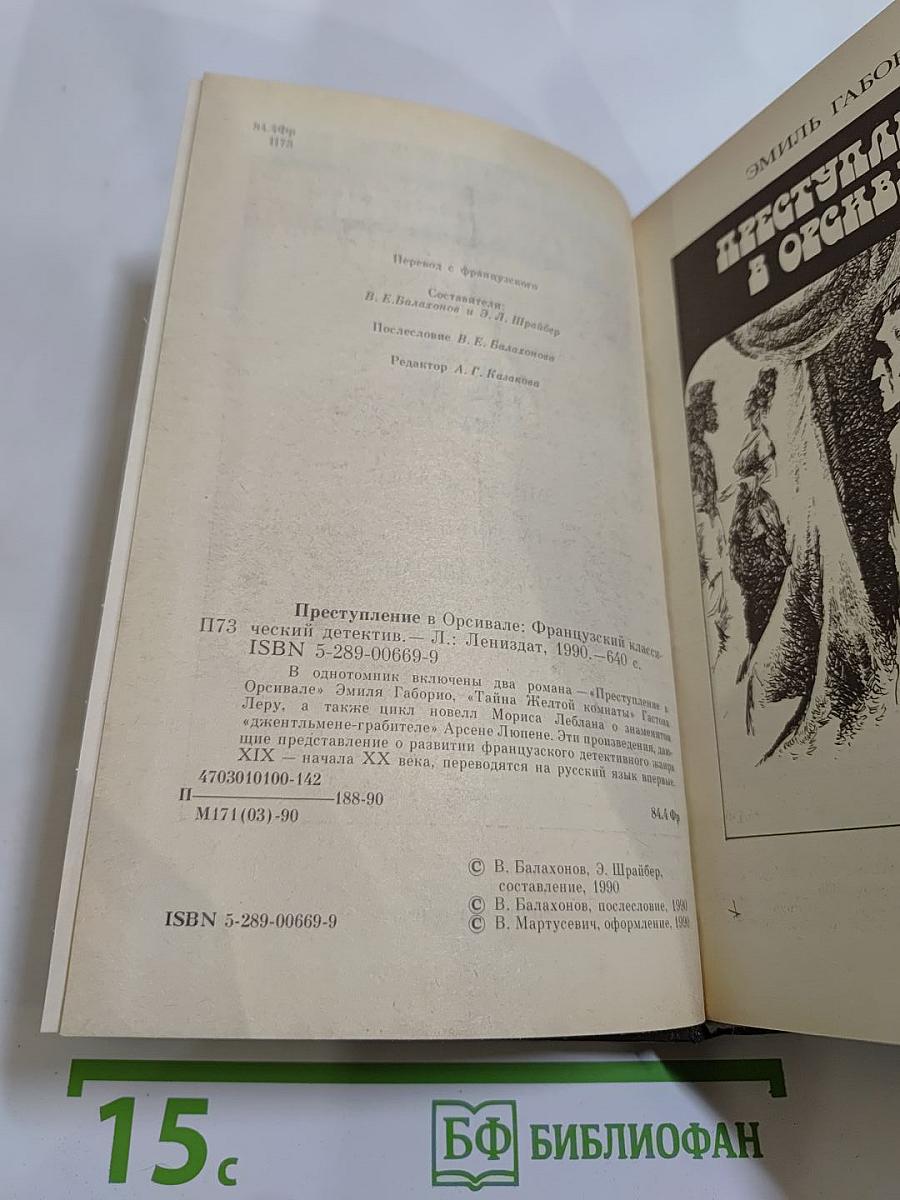 84.4Фр
П73
Перевод с французского
Составители:
В. Е. Балахонов и Э. Л. Шрайбер
Послесловие В. Е. Балахонова
Редактор А. Г. Казакова
Преступление в Орсивале: Французский класси-
П73 ческий детектив.— Л.: Лениздат, 1990.—640 с.
ISBN 5-289-00669-9
В однотомник включены два романа — «Преступление в
Орсивале» Эмиля Габорио, «Тайна Желтой комнаты» Гастона
Леру, а также цикл новелл Мориса Леблана о знаменитом
«джентльмене-грабителе» Арсене Люпене. Эти произведения, даю-
щие представление о развитии французского детективного жанра
XIX — начала XX века, переводятся на русский язык впервые.
4703010100-142
П————188-90
М171(03)-90
84.4 Фр
© В. Балахонов, Э. Шрайбер,
составление, 1990
© В. Балахонов, послесловие, 1990
© В. Мартусевич, оформление, 1990
ISBN 5-289-00669-9
ЭМИЛЬ
В
15 с
БФ БИБЛИОФАН